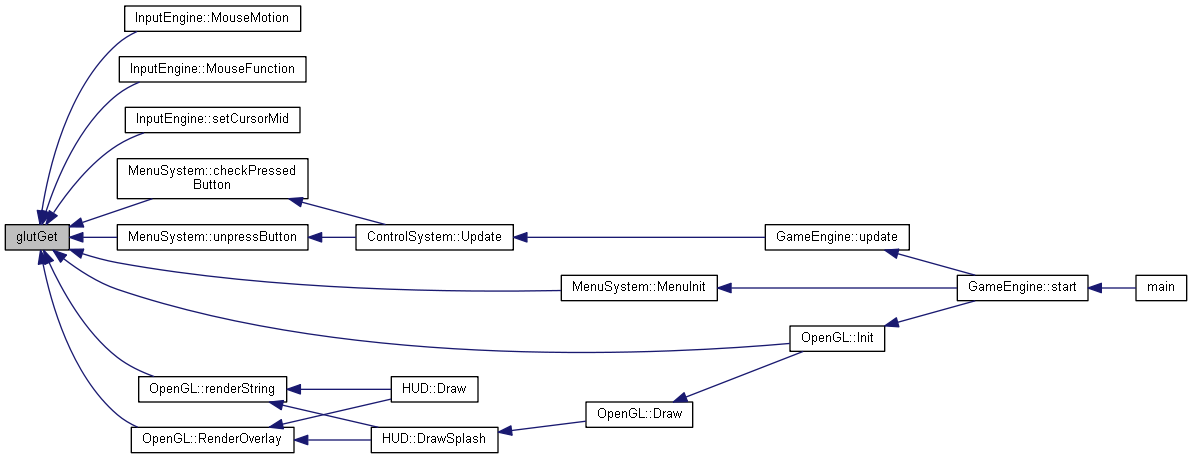 InputEngine::MouseMotion
InputEngine::MouseFunction
InputEngine::setCursorMid
MenuSystem::checkPressed
Button
glutGet
MenuSystem::unpressButton
ControlSystem::Update
GameEngine::update
MenuSystem::MenuInit
GameEngine::start
main
OpenGL::Init
OpenGL::renderString
HUD::Draw
OpenGL::Draw
OpenGL::RenderOverlay
HUD::DrawSplash